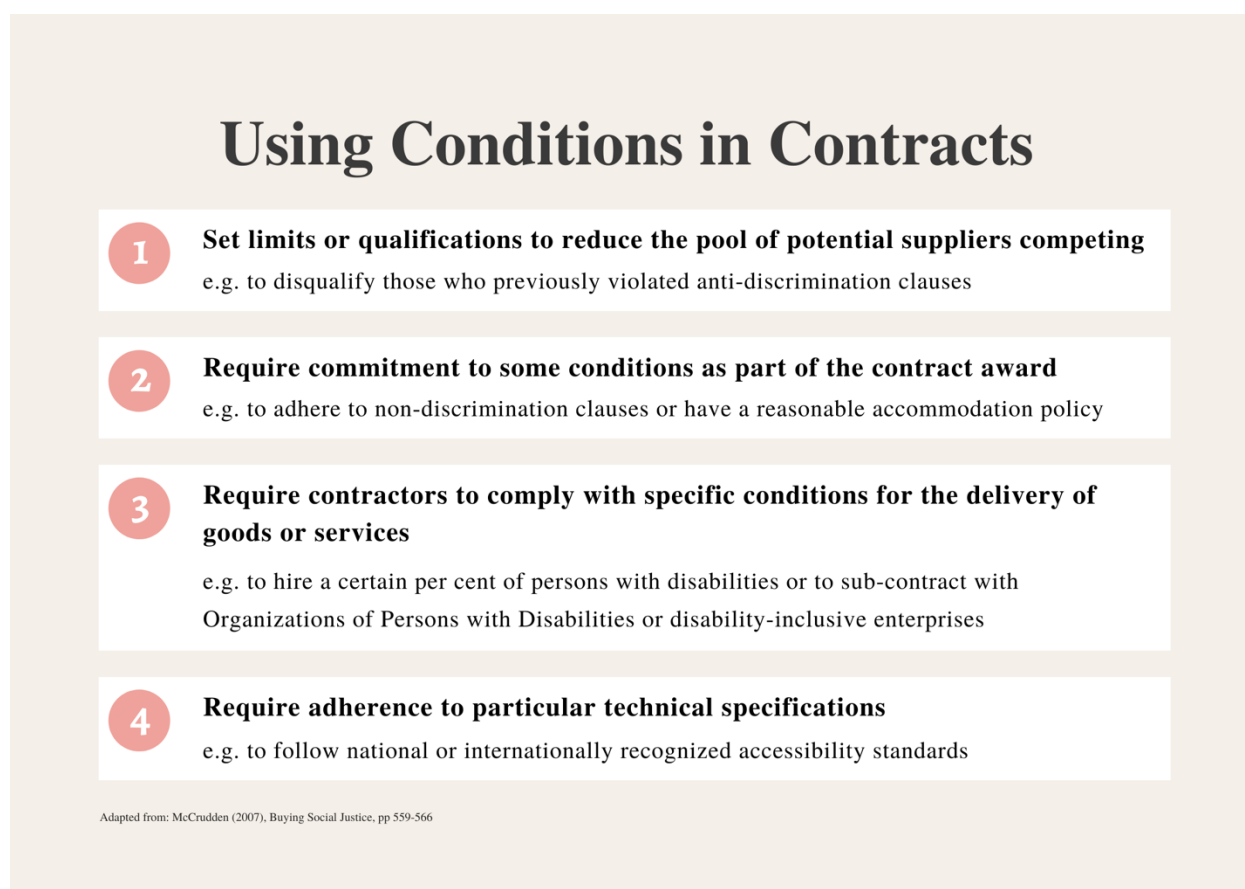 Using Conditions in Contracts
1
Set limits or qualifications to reduce the pool of potential suppliers competing
e.g. to disqualify those who previously violated anti-discrimination clauses
2
Require commitment to some conditions as part of the contract award
e.g. to adhere to non-discrimination clauses or have a reasonable accommodation policy
3
Require contractors to comply with specific conditions for the delivery of
goods or services
e.g. to hire a certain per cent of persons with disabilities or to sub-contract with
Organizations of Persons with Disabilities or disability-inclusive enterprises
4
Require adherence to particular technical specifications
e.g. to follow national or internationally recognized accessibility standards
Adapted from: McCrudden (2007), Buying Social Justice, pp 559-566